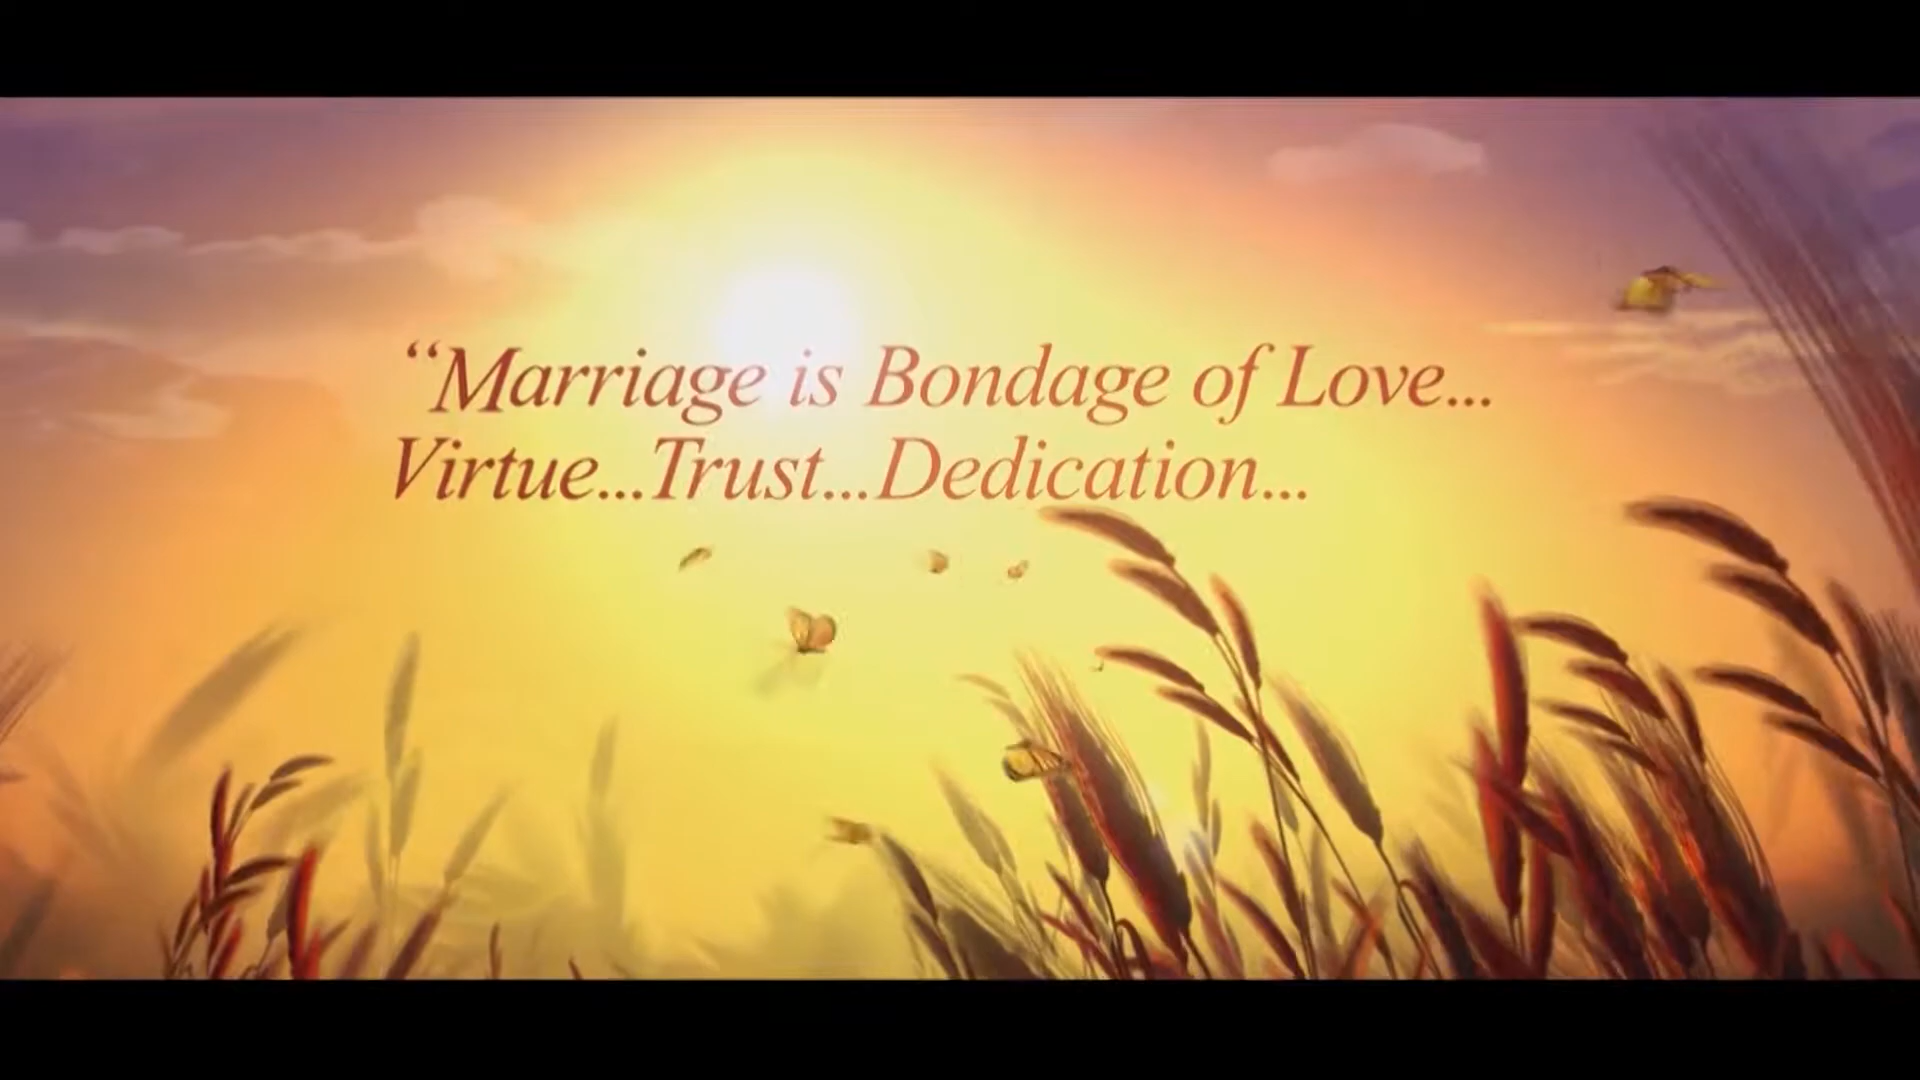 “Marriage is Bondage of Love...
Virtue...Trust...Dedication...